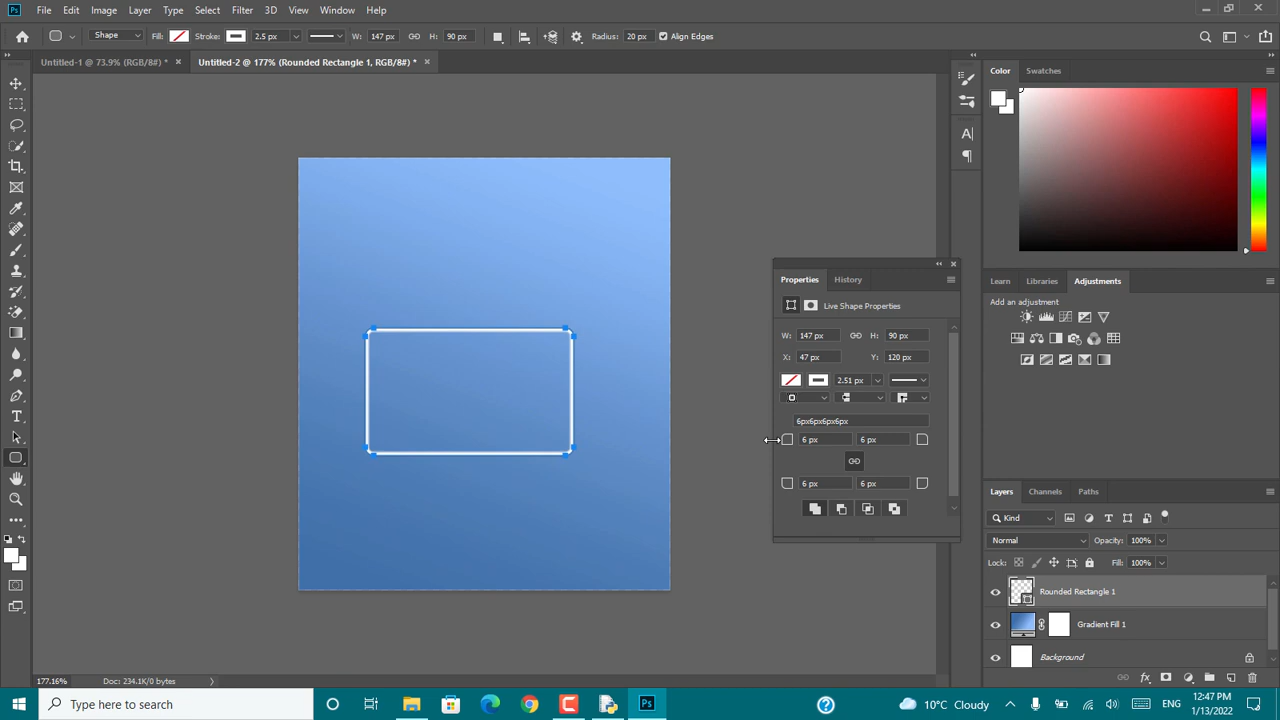 Ps File Edit Image Layer Type Select Filter 3D View Window Help
Shape Fill: Stroke: 2.5 px W: 147 px H: 90 px Radius: 20 px Align Edges
Untitled-1 @ 73.9% (RGB/8#) * × Untitled-2 @ 177% (Rounded Rectangle 1, RGB/8#) * ×
Color Swatches
Properties History
Live Shape Properties
W: 147 px H: 90 px
X: 47 px Y: 120 px
2.51 px
6px6px6px6px
6 px 6 px
6 px 6 px
Learn Libraries Adjustments
Add an adjustment
Layers Channels Paths
Kind
Normal Opacity: 100%
Lock: Fill: 100%
Rounded Rectangle 1
Gradient Fill 1
Background
177.16% Doc: 234.1K/0 bytes
Type here to search
10°C Cloudy ENG 12:47 PM
1/13/2022